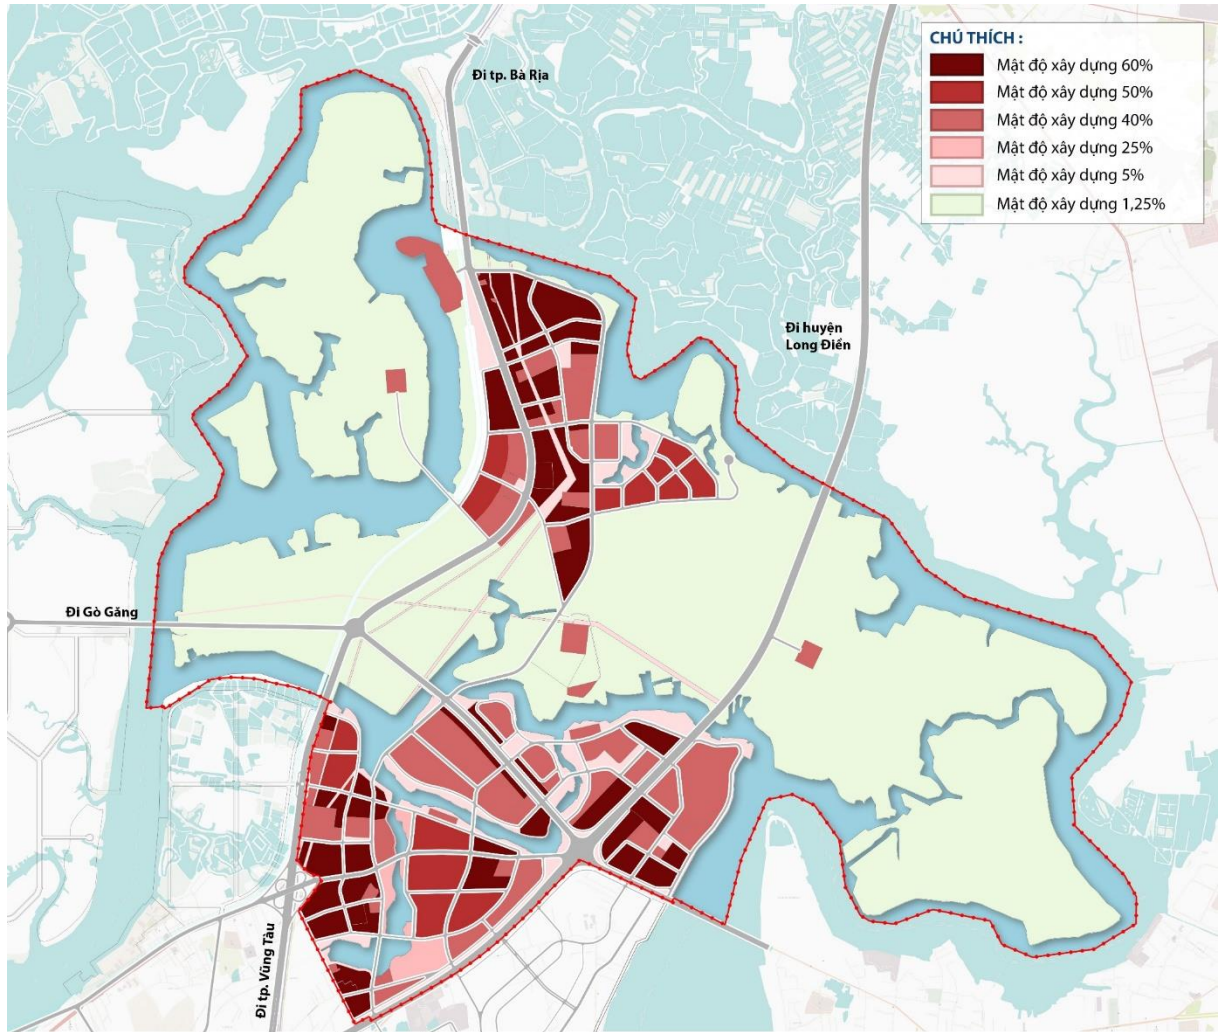 CHÚ THÍCH :
Mật độ xây dựng 60%
Mật độ xây dựng 50%
Mật độ xây dựng 40%
Mật độ xây dựng 25%
Mật độ xây dựng 5%
Mật độ xây dựng 1,25%
Đi tp. Bà Rịa
Đi huyện
Long Điền
Đi Gò Găng
Đi tp. Vũng Tàu